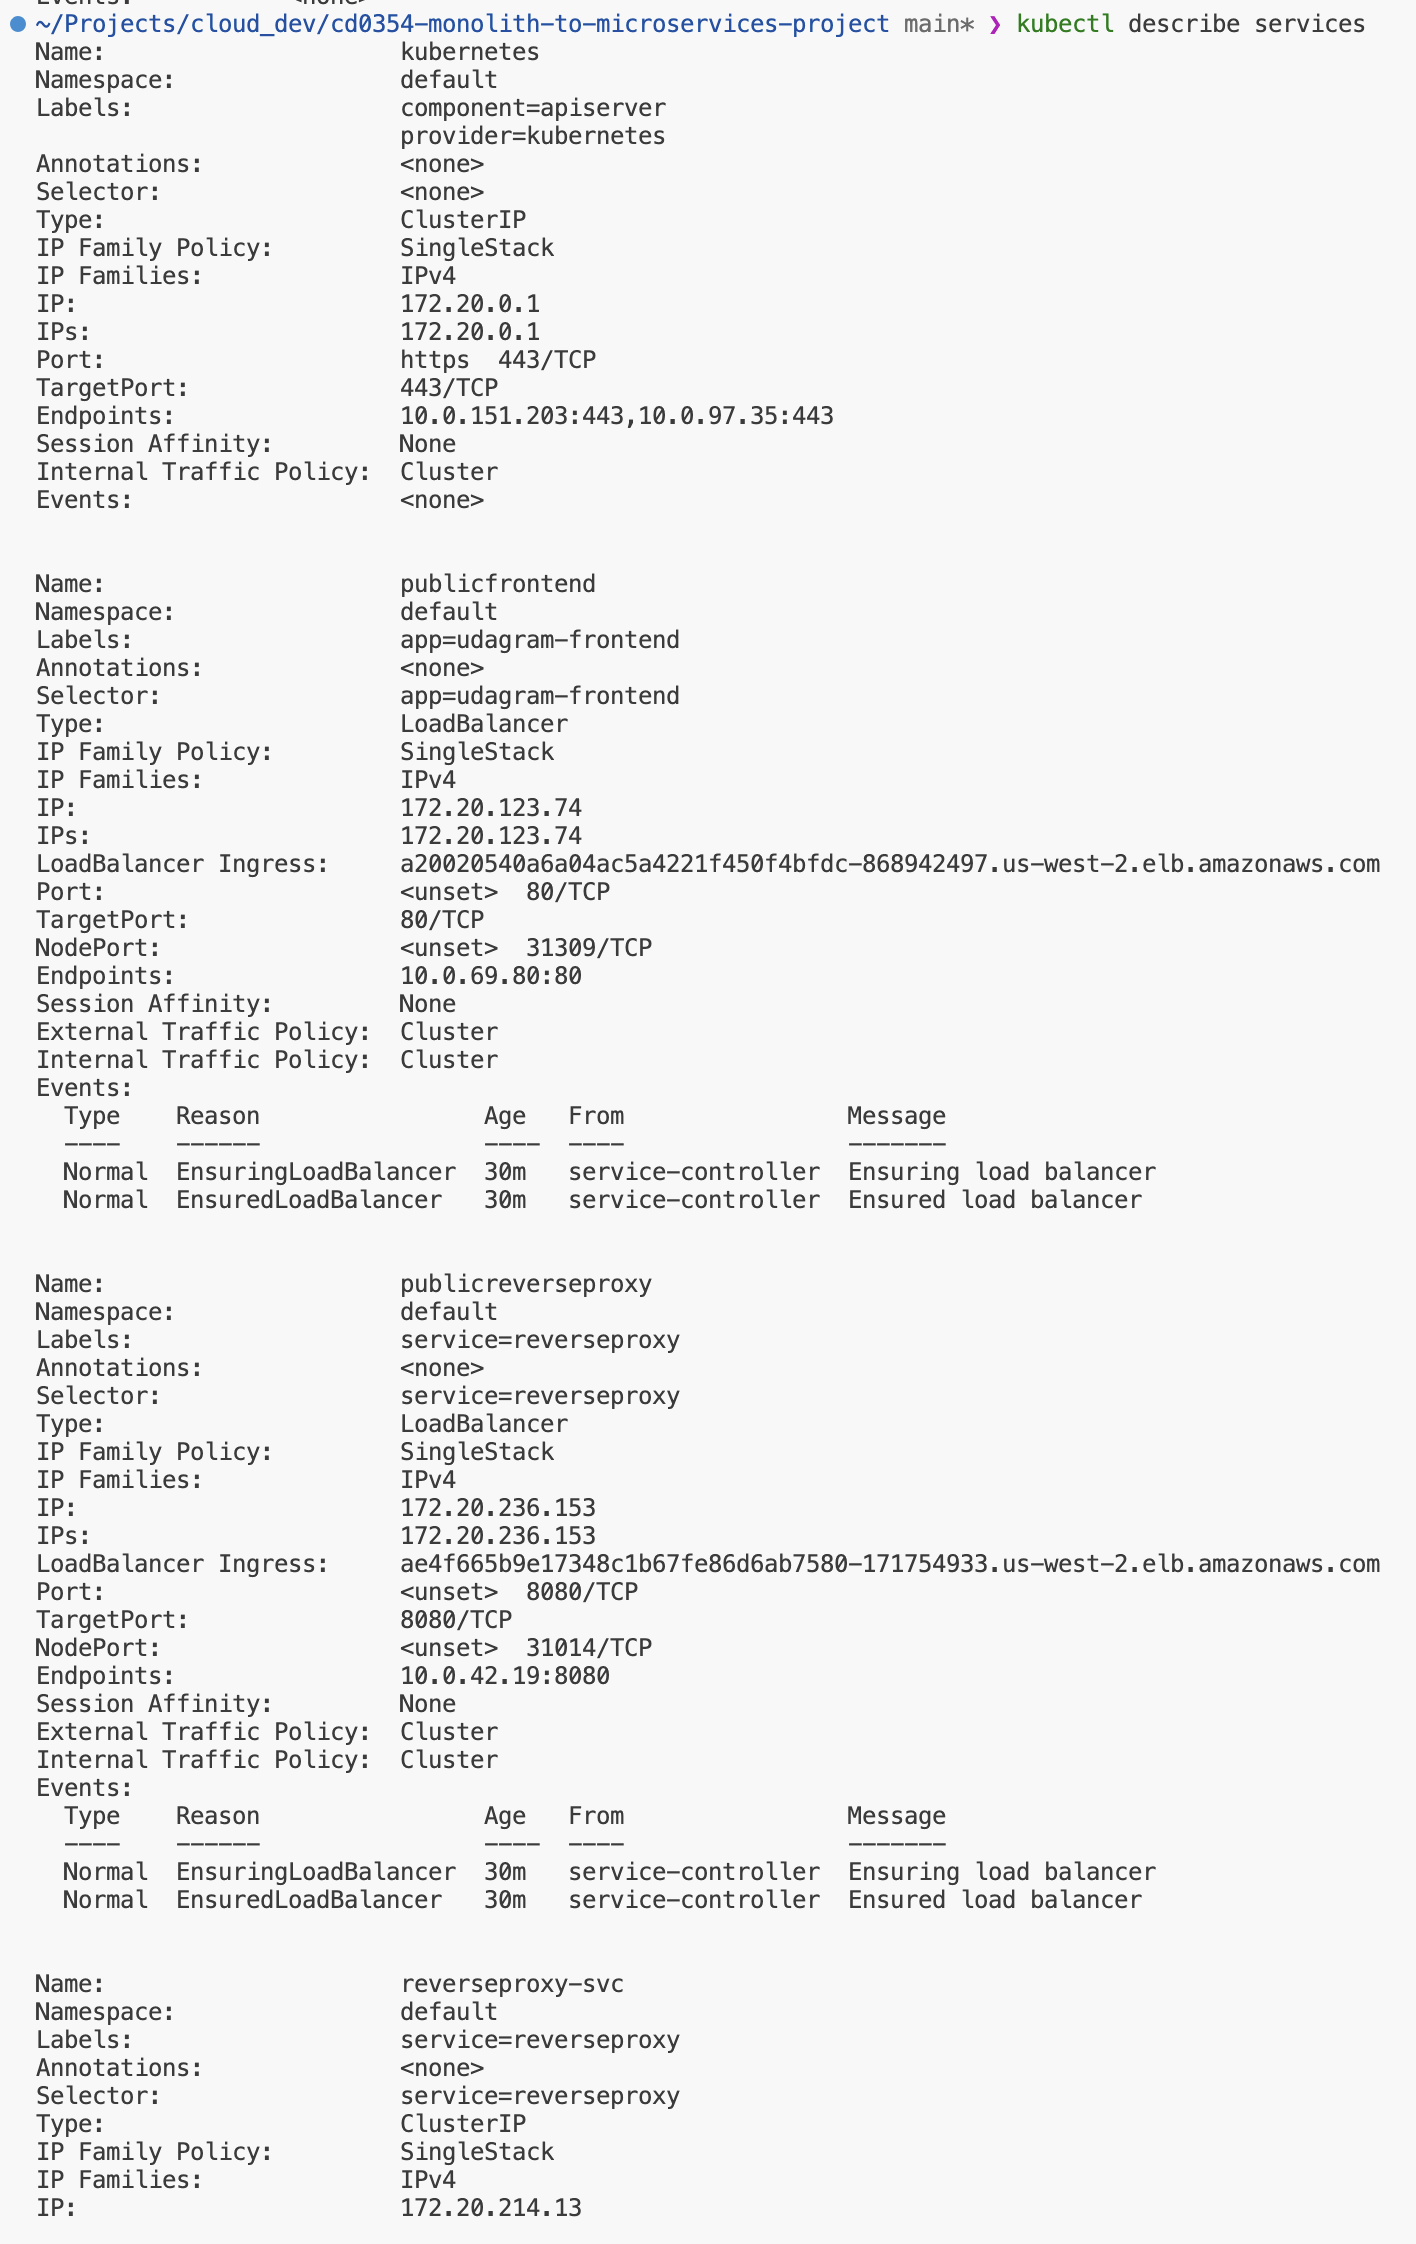 Events: <none>
~/Projects/cloud_dev/cd0354-monolith-to-microservices-project main* ❯ kubectl describe services
Name: kubernetes
Namespace: default
Labels: component=apiserver
provider=kubernetes
Annotations: <none>
Selector: <none>
Type: ClusterIP
IP Family Policy: SingleStack
IP Families: IPv4
IP: 172.20.0.1
IPs: 172.20.0.1
Port: https 443/TCP
TargetPort: 443/TCP
Endpoints: 10.0.151.203:443,10.0.97.35:443
Session Affinity: None
Internal Traffic Policy: Cluster
Events: <none>
Name: publicfrontend
Namespace: default
Labels: app=udagram-frontend
Annotations: <none>
Selector: app=udagram-frontend
Type: LoadBalancer
IP Family Policy: SingleStack
IP Families: IPv4
IP: 172.20.123.74
IPs: 172.20.123.74
LoadBalancer Ingress: a20020540a6a04ac5a4221f450f4bfdc-868942497.us-west-2.elb.amazonaws.com
Port: <unset> 80/TCP
TargetPort: 80/TCP
NodePort: <unset> 31309/TCP
Endpoints: 10.0.69.80:80
Session Affinity: None
External Traffic Policy: Cluster
Internal Traffic Policy: Cluster
Events:
Type Reason Age From Message
---- ------ ---- ---- -------
Normal EnsuringLoadBalancer 30m service-controller Ensuring load balancer
Normal EnsuredLoadBalancer 30m service-controller Ensured load balancer
Name: publicreverseproxy
Namespace: default
Labels: service=reverseproxy
Annotations: <none>
Selector: service=reverseproxy
Type: LoadBalancer
IP Family Policy: SingleStack
IP Families: IPv4
IP: 172.20.236.153
IPs: 172.20.236.153
LoadBalancer Ingress: ae4f665b9e17348c1b67fe86d6ab7580-171754933.us-west-2.elb.amazonaws.com
Port: <unset> 8080/TCP
TargetPort: 8080/TCP
NodePort: <unset> 31014/TCP
Endpoints: 10.0.42.19:8080
Session Affinity: None
External Traffic Policy: Cluster
Internal Traffic Policy: Cluster
Events:
Type Reason Age From Message
---- ------ ---- ---- -------
Normal EnsuringLoadBalancer 30m service-controller Ensuring load balancer
Normal EnsuredLoadBalancer 30m service-controller Ensured load balancer
Name: reverseproxy-svc
Namespace: default
Labels: service=reverseproxy
Annotations: <none>
Selector: service=reverseproxy
Type: ClusterIP
IP Family Policy: SingleStack
IP Families: IPv4
IP: 172.20.214.13